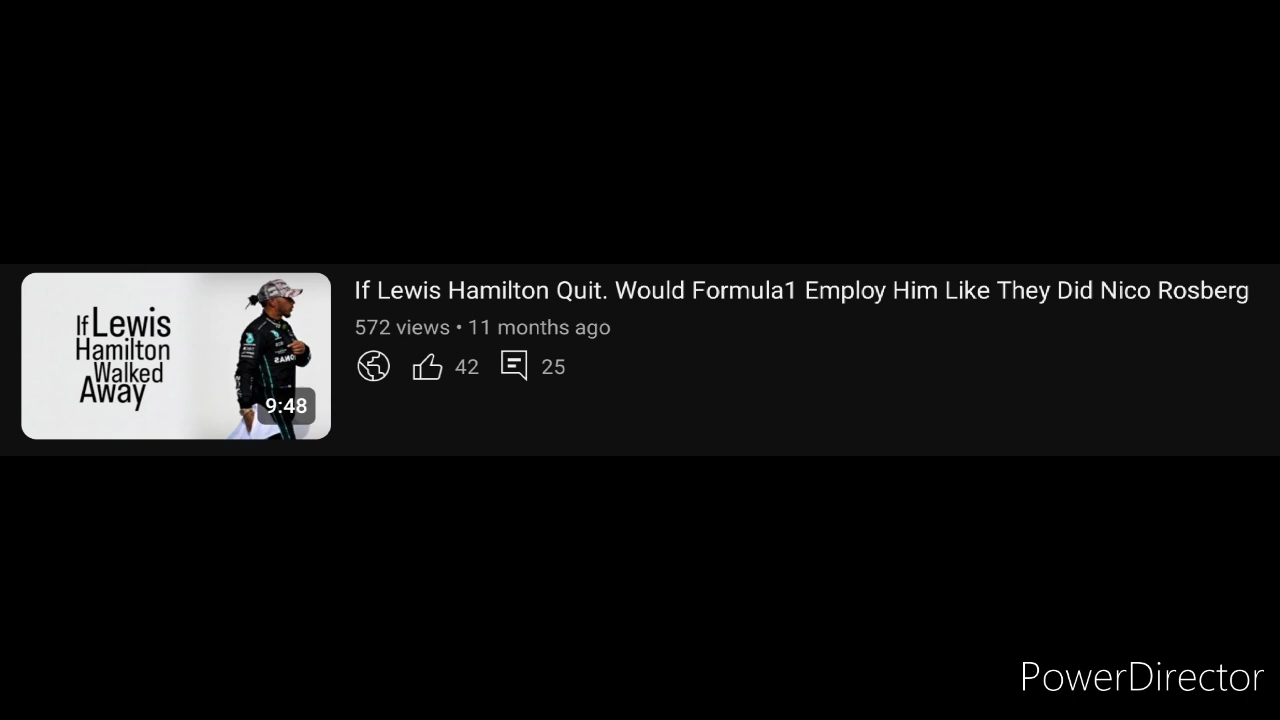 If Lewis
Hamilton
Walked
Away
9:48
If Lewis Hamilton Quit. Would Formula1 Employ Him Like They Did Nico Rosberg
572 views • 11 months ago
42 25
PowerDirector